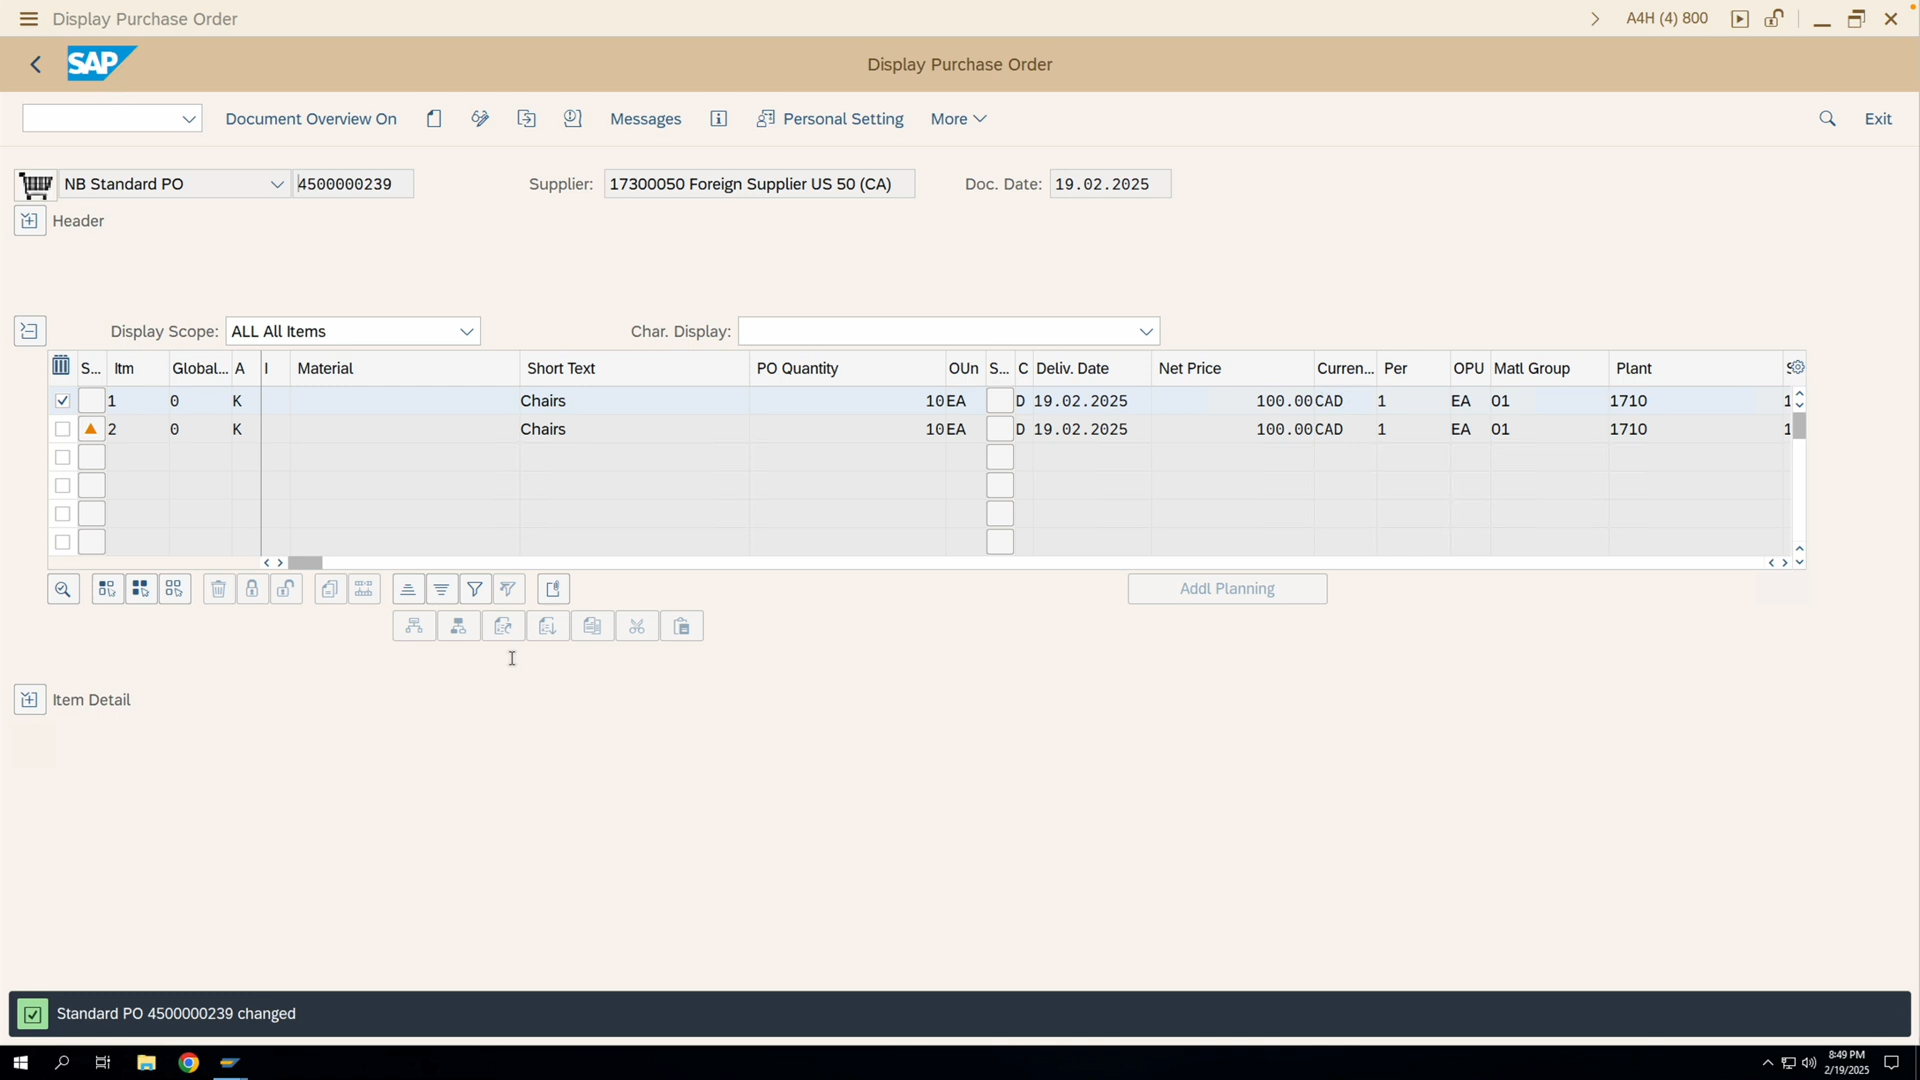 Display Purchase Order
A4H (4) 800
SAP
Display Purchase Order
Document Overview On
Messages
Personal Setting
More
Exit
NB Standard PO
4500000239
Supplier:
17300050 Foreign Supplier US 50 (CA)
Doc. Date:
19.02.2025
Header
Display Scope:
ALL All Items
Char. Display:
S... Itm Global... A I Material Short Text PO Quantity OUn S... C Deliv. Date Net Price Curren... Per OPU Matl Group Plant
1 0 K Chairs 10 EA D 19.02.2025 100.00 CAD 1 EA 01 1710 1
2 0 K Chairs 10 EA D 19.02.2025 100.00 CAD 1 EA 01 1710 1
Addl Planning
Item Detail
Standard PO 4500000239 changed
8:49 PM
2/19/2025